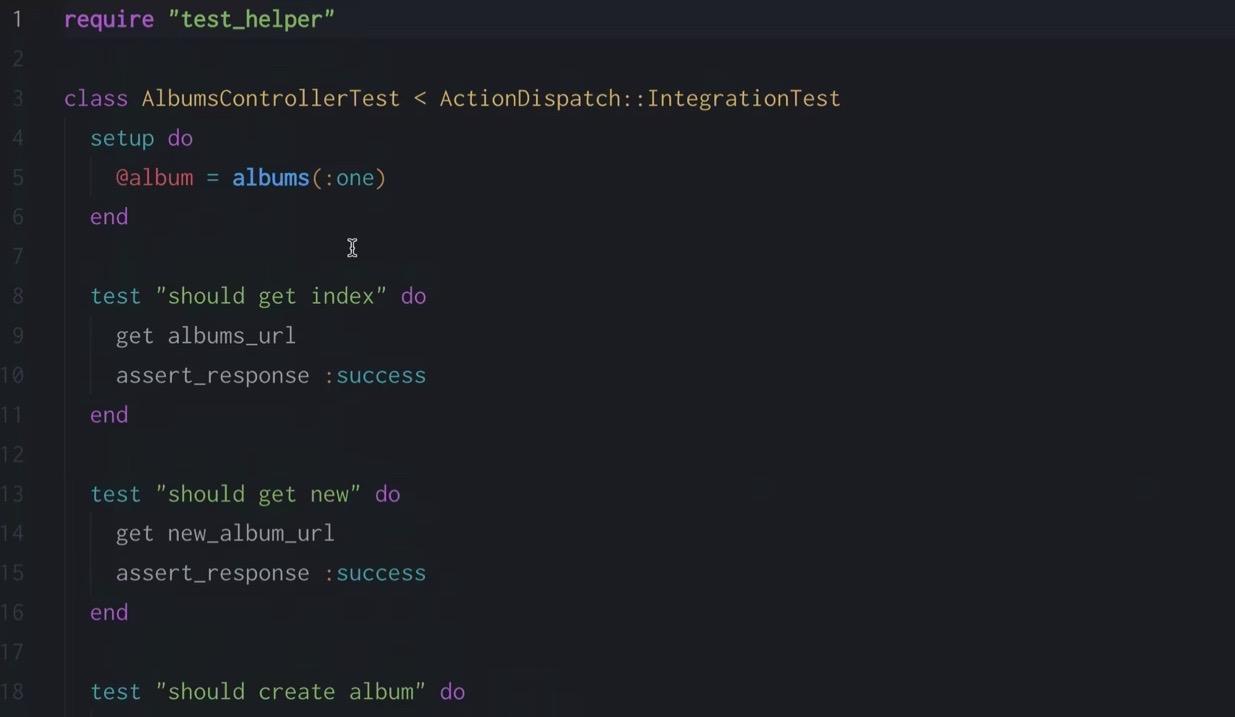 1 require "test_helper"
2
3 class AlbumsControllerTest < ActionDispatch::IntegrationTest
4 setup do
5 @album = albums(:one)
6 end
7
8 test "should get index" do
9 get albums_url
10 assert_response :success
11 end
12
13 test "should get new" do
14 get new_album_url
15 assert_response :success
16 end
17
18 test "should create album" do